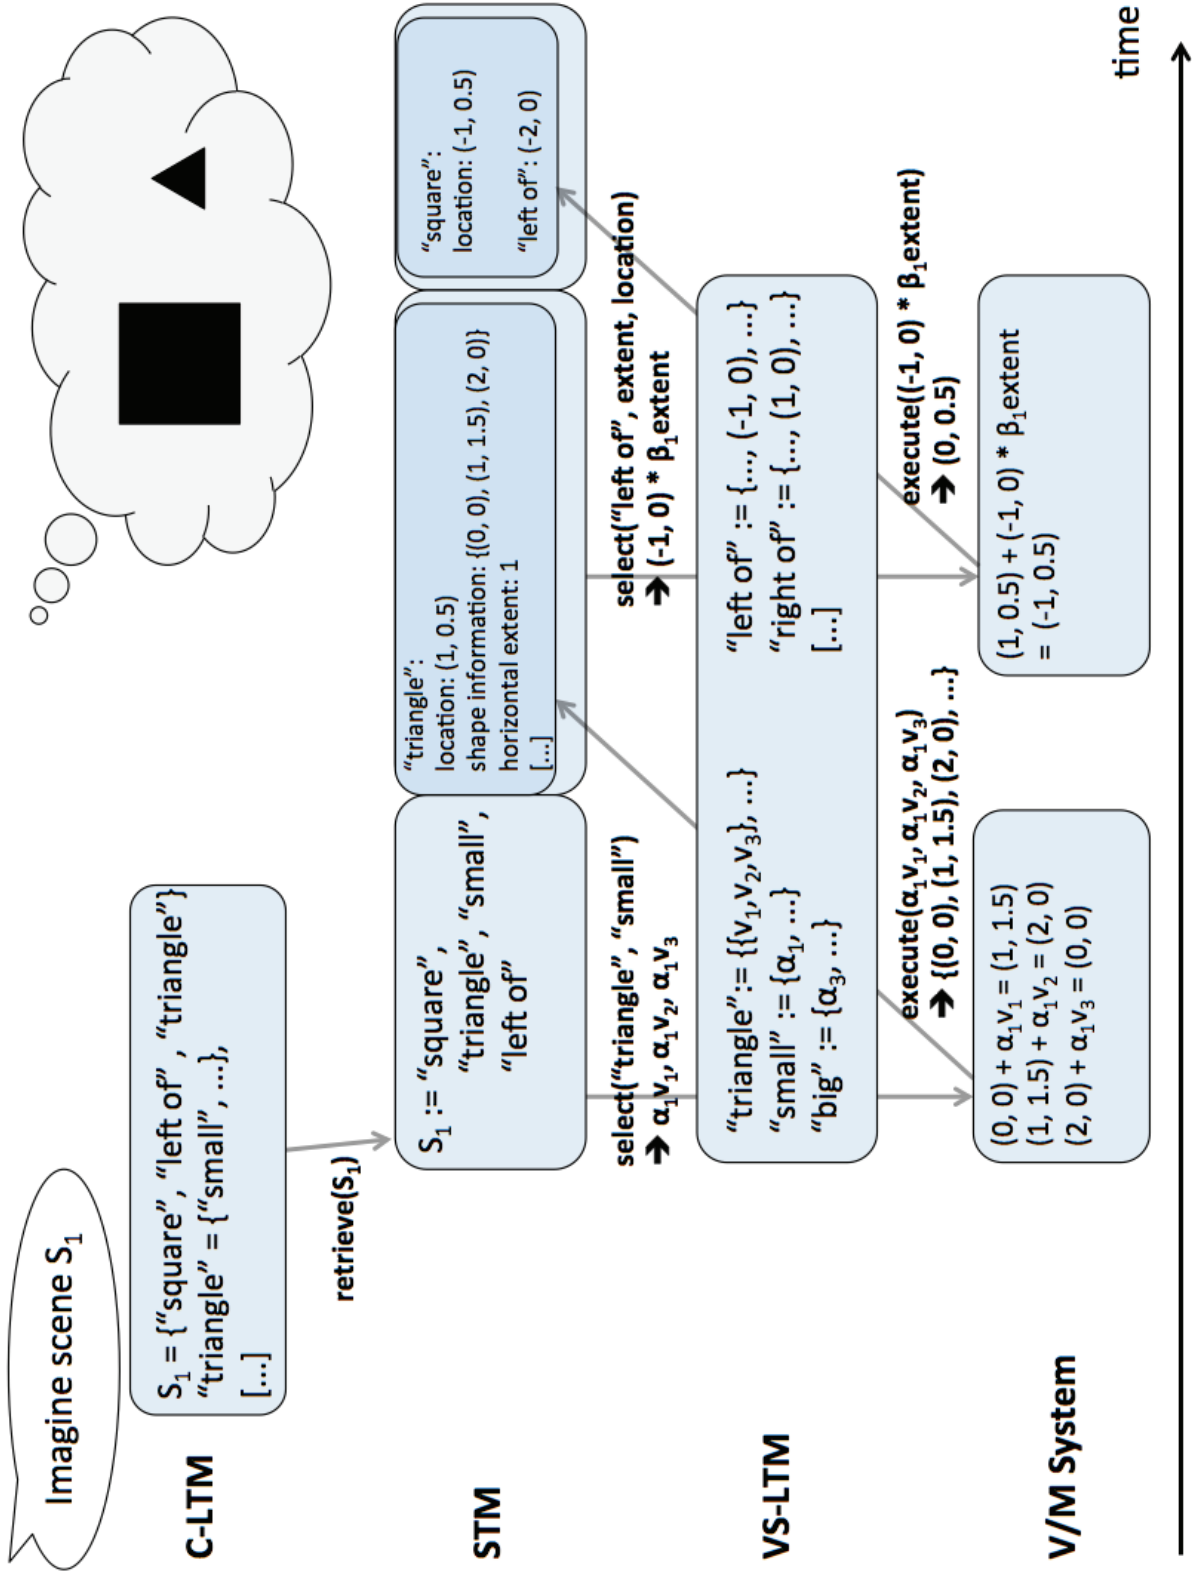 Imagine scene S₁
C-LTM
S₁ = {“square”, “left of”, “triangle”}
“triangle” = {“small”, ...},
[...]
retrieve(S₁)
STM
S₁ := “square”,
“triangle”, “small”,
“left of”
“triangle”:
location: (1, 0.5)
shape information: {(0, 0), (1, 1.5), (2, 0)}
horizontal extent: 1
[...]
“square”:
location: (-1, 0.5)
“left of”: (-2, 0)
select(“triangle”, “small”)
➔ α₁v₁, α₁v₂, α₁v₃
select(“left of”, extent, location)
➔ (-1, 0) * β₁extent
VS-LTM
“triangle” := {{v₁,v₂,v₃}, ...}
“small” := {α₁, ...}
“big” := {α₃, ...}
“left of” := {..., (-1, 0), ...}
“right of” := {..., (1, 0), ...}
[...]
execute(α₁v₁, α₁v₂, α₁v₃)
➔ {(0, 0), (1, 1.5), (2, 0), ...}
execute((-1, 0) * β₁extent)
➔ (0, 0.5)
V/M System
(0, 0) + α₁v₁ = (1, 1.5)
(1, 1.5) + α₁v₂ = (2, 0)
(2, 0) + α₁v₃ = (0, 0)
(1, 0.5) + (-1, 0) * β₁extent
= (-1, 0.5)
time